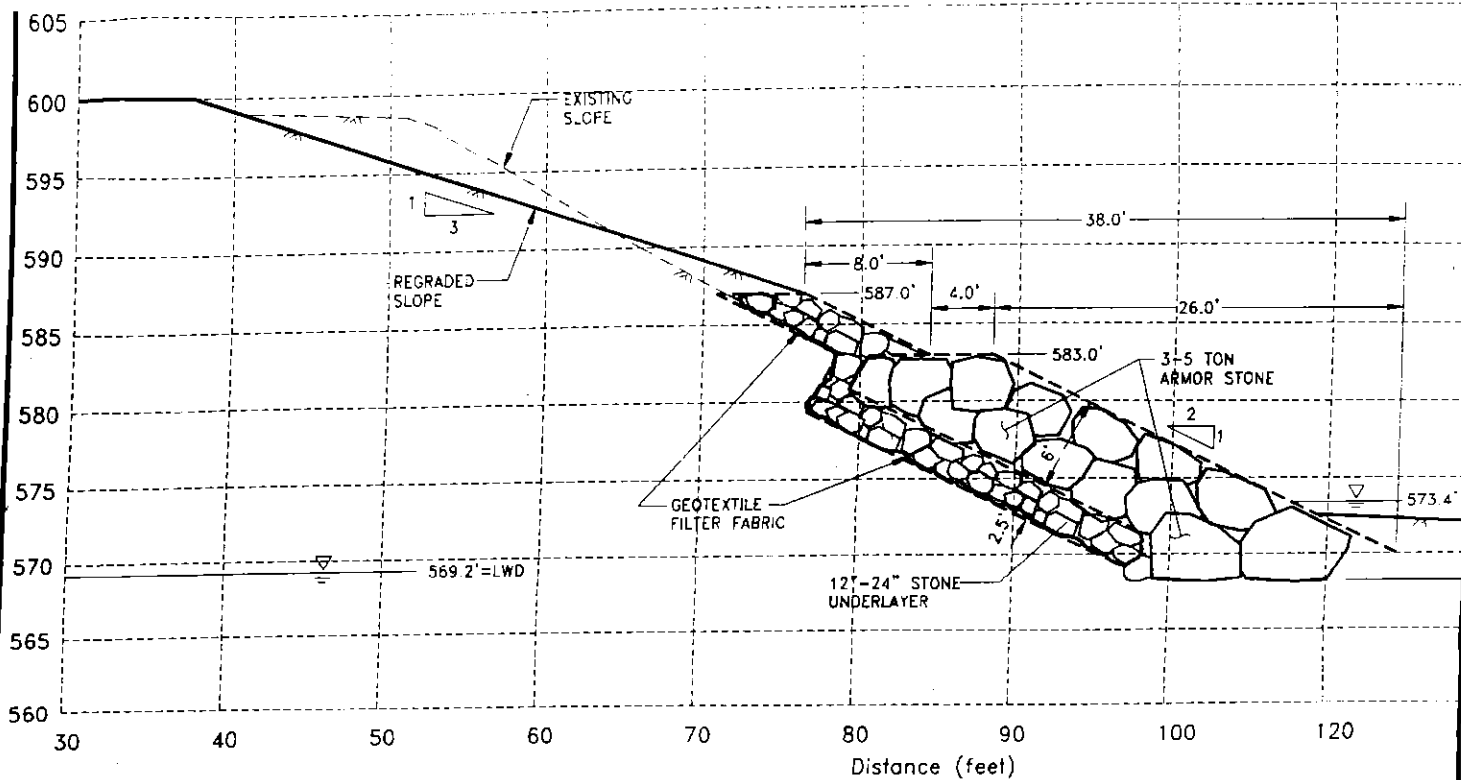 605
600
595
590
585
580
575
570
565
560
EXISTING
SLOPE
1
3
REGRADED
SLOPE
38.0'
8.0'
587.0'
4.0'
26.0'
583.0'
3-5 TON
ARMOR STONE
2
1
6'
573.4'
GEOTEXTILE
FILTER FABRIC
2.5'
569.2'=LWD
12"-24" STONE
UNDERLAYER
30
40
50
60
70
80
90
100
110
120
Distance (feet)